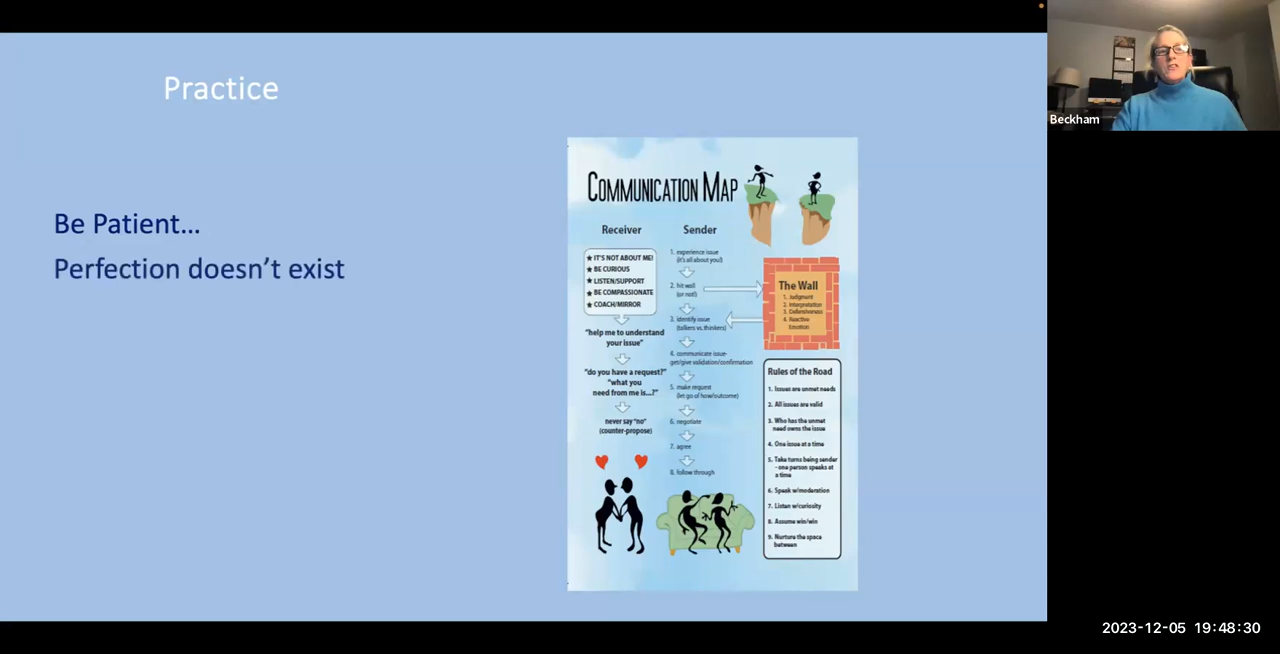 Practice
Be Patient...
Perfection doesn't exist
COMMUNICATION MAP
Receiver
★ IT'S NOT ABOUT ME!
★ BE CURIOUS
★ LISTEN/SUPPORT
★ BE COMPASSIONATE
★ COACH/MIRROR
"help me to understand
your issue"
"do you have a request?"
"what you
need from me is...?"
never say "no"
(counter-propose)
Sender
1. experience issue
(it's all about you!)
2. hit wall
(or not!)
3. identify issue
(talkers vs. thinkers)
4. communicate issue-
get/give validation/confirmation
5. make request
(let go of how/outcome)
6. negotiate
7. agree
8. follow through
The Wall
1. Judgment
2. Interpretation
3. Defensiveness
4. Reactive
Emotion
Rules of the Road
1. Issues are unmet needs
2. All issues are valid
3. Who has the unmet
need owns the issue
4. One issue at a time
5. Take turns being sender
- one person speaks at
a time
6. Speak w/moderation
7. Listen w/curiosity
8. Assume win/win
9. Nurture the space
between
Beckham
2023-12-05 19:48:30